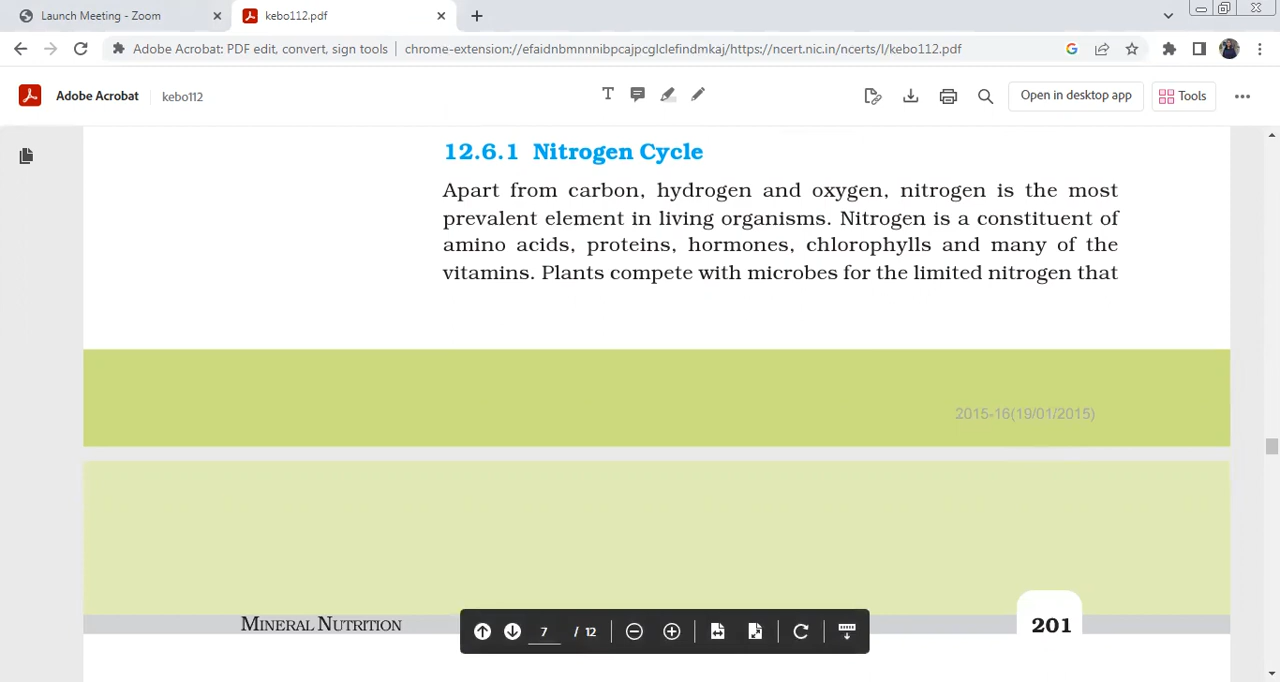 Launch Meeting - Zoom
kebo112.pdf
Adobe Acrobat: PDF edit, convert, sign tools
chrome-extension://efaidnbmnnnibpcajpcglclefindmkaj/https://ncert.nic.in/ncerts/l/kebo112.pdf
Adobe Acrobat
kebo112
Open in desktop app
Tools
12.6.1 Nitrogen Cycle
Apart from carbon, hydrogen and oxygen, nitrogen is the most
prevalent element in living organisms. Nitrogen is a constituent of
amino acids, proteins, hormones, chlorophylls and many of the
vitamins. Plants compete with microbes for the limited nitrogen that
2015-16(19/01/2015)
MINERAL NUTRITION
7 / 12
201